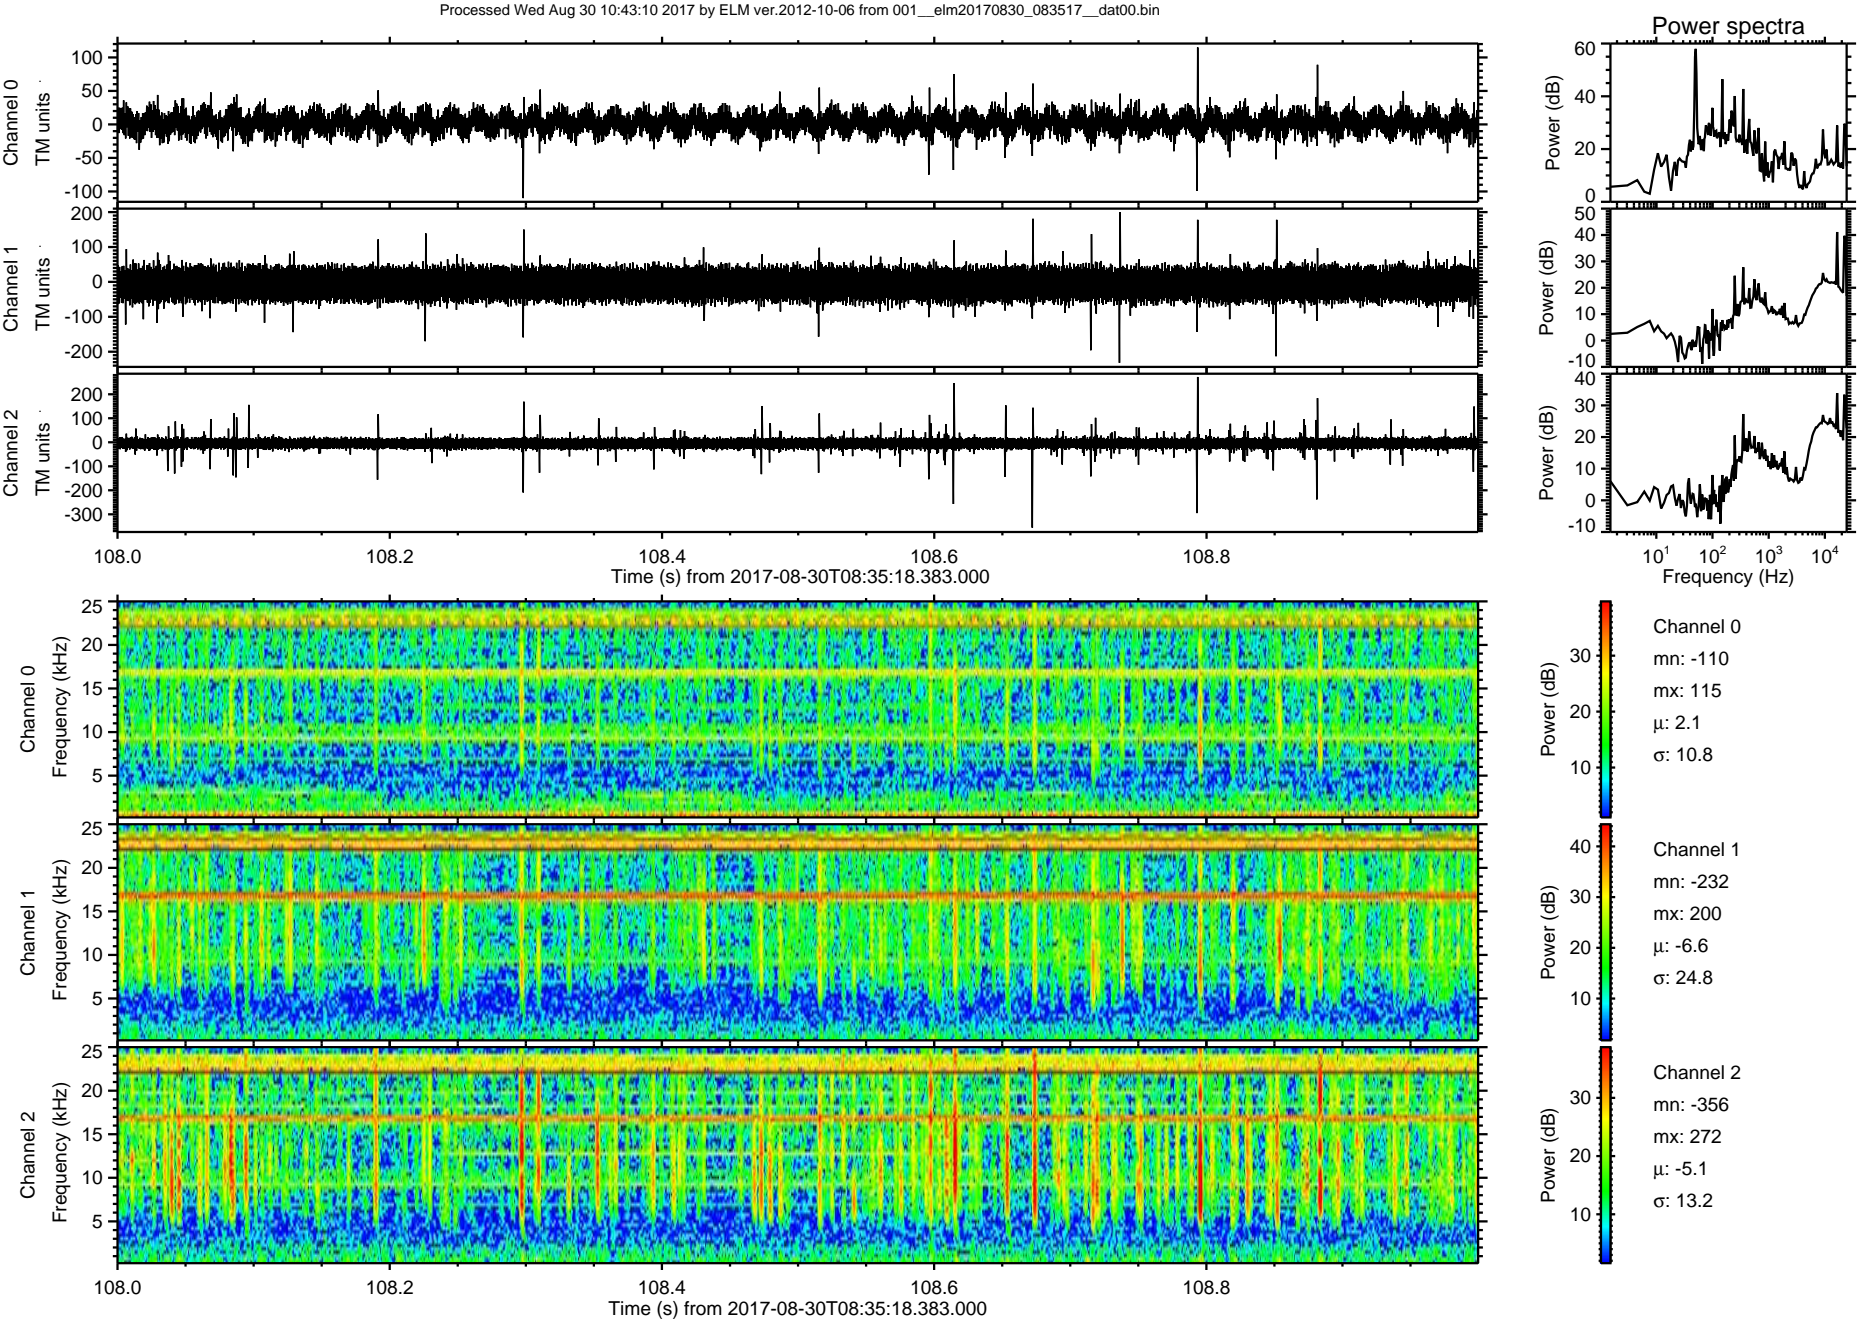 Processed Wed Aug 30 10:43:10 2017 by ELM ver.2012-10-06 from 001__elm20170830_083517__dat00.bin
Power spectra
Channel 0
TM units
100
50
0
-50
-100
Power (dB)
60
40
20
0
Channel 1
TM units
200
100
0
-100
-200
Power (dB)
50
40
30
20
10
0
-10
Channel 2
TM units
200
100
0
-100
-200
-300
Power (dB)
40
30
20
10
0
-10
108.0 108.2 108.4 108.6 108.8
Time (s) from 2017-08-30T08:35:18.383.000
10¹ 10² 10³ 10⁴
Frequency (Hz)
Channel 0
Frequency (kHz)
25
20
15
10
5
Power (dB)
30
20
10
Channel 0
mn: -110
mx: 115
μ: 2.1
σ: 10.8
Channel 1
Frequency (kHz)
25
20
15
10
5
Power (dB)
40
30
20
10
Channel 1
mn: -232
mx: 200
μ: -6.6
σ: 24.8
Channel 2
Frequency (kHz)
25
20
15
10
5
Power (dB)
30
20
10
Channel 2
mn: -356
mx: 272
μ: -5.1
σ: 13.2
108.0 108.2 108.4 108.6 108.8
Time (s) from 2017-08-30T08:35:18.383.000